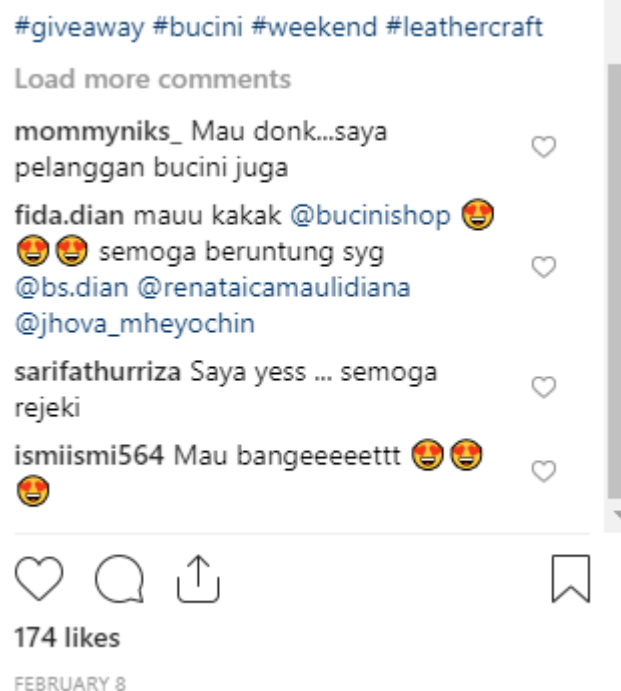 #giveaway #bucini #weekend #leathercraft
Load more comments
mommyniks_ Mau donk...saya
pelanggan bucini juga
fida.dian mauu kakak @bucinishop 😍
😍😍 semoga beruntung syg
@bs.dian @renataicamaulidiana
@jhova_mheyochin
sarifathurriza Saya yess ... semoga
rejeki
ismiismi564 Mau bangeeeeettt 😍😍
😍
174 likes
FEBRUARY 8